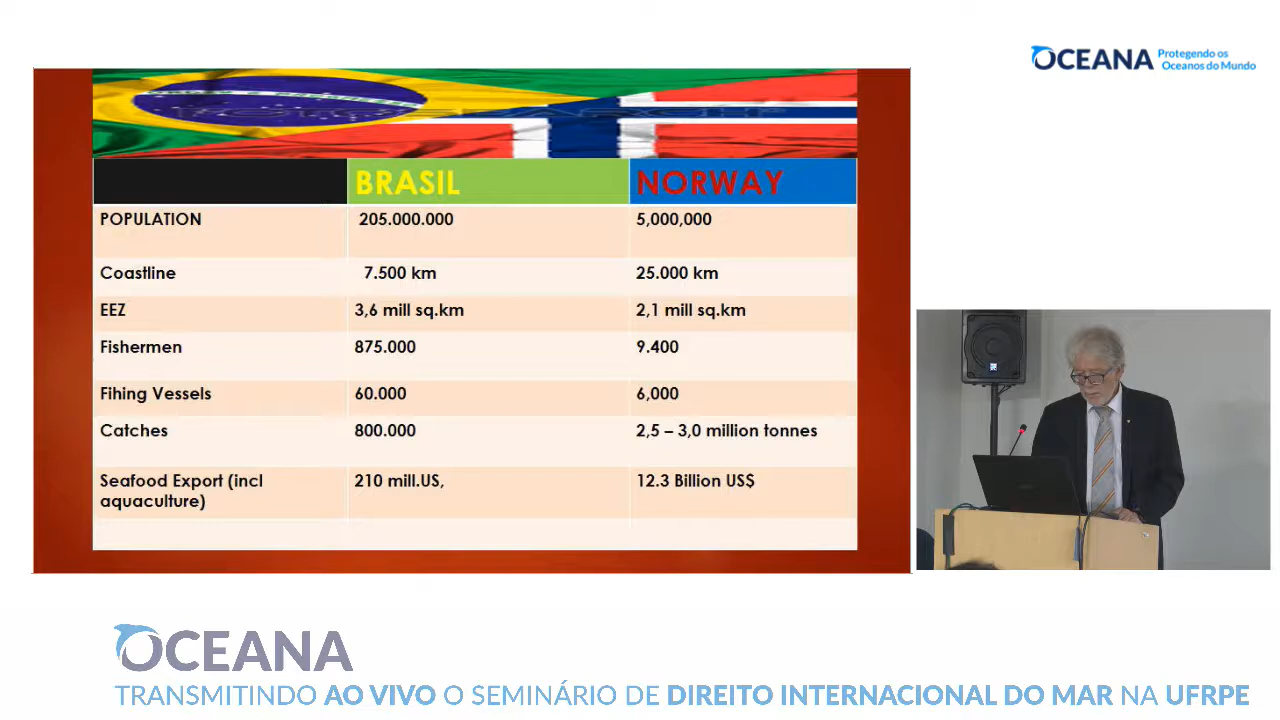 OCEANA Protegendo os
Oceanos do Mundo
BRASIL NORWAY
POPULATION 205.000.000 5,000,000
Coastline 7.500 km 25.000 km
EEZ 3,6 mill sq.km 2,1 mill sq.km
Fishermen 875.000 9.400
Fihing Vessels 60.000 6,000
Catches 800.000 2,5 – 3,0 million tonnes
Seafood Export (incl 210 mill.US, 12.3 Billion US$
aquaculture)
OCEANA
TRANSMITINDO AO VIVO O SEMINÁRIO DE DIREITO INTERNACIONAL DO MAR NA UFRPE